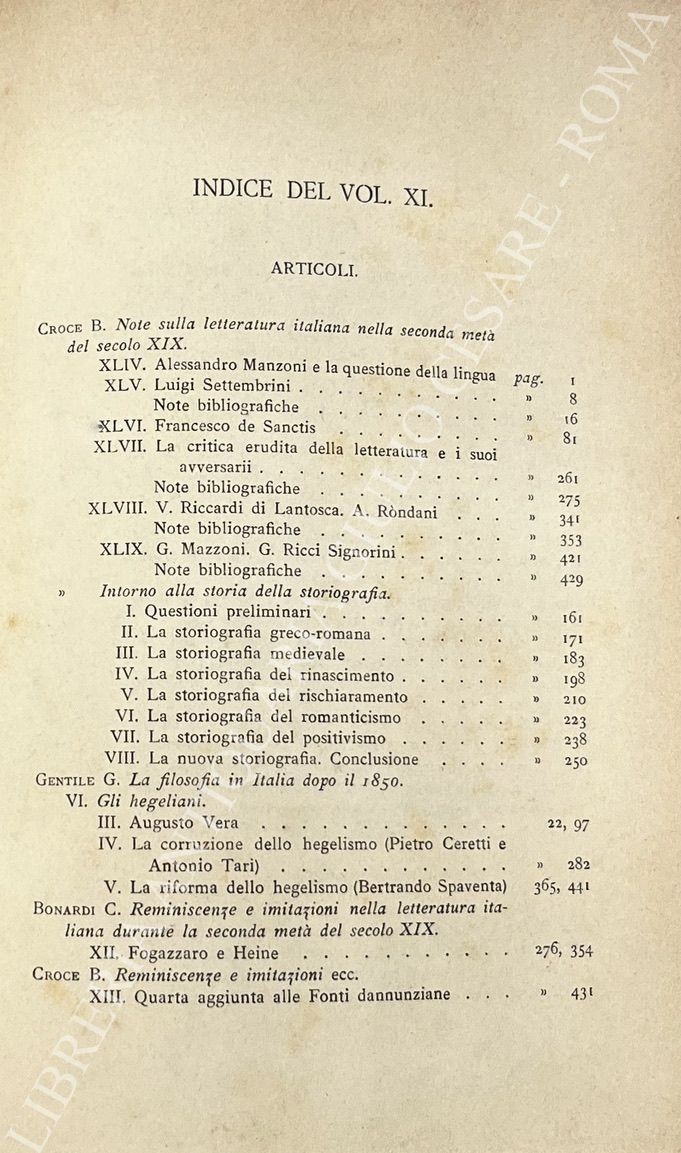 INDICE DEL VOL. XI.
ARTICOLI.
CROCE B. Note sulla letteratura italiana nella seconda metà
del secolo XIX.
XLIV. Alessandro Manzoni e la questione della lingua pag. 1
XLV. Luigi Settembrini . . . . . . . . . . » 8
Note bibliografiche . . . . . . . . . » 16
XLVI. Francesco de Sanctis . . . . . . . . » 81
XLVII. La critica erudita della letteratura e i suoi
avversarii . . . . . . . . . . . . » 261
Note bibliografiche . . . . . . . . . » 275
XLVIII. V. Riccardi di Lantosca. A. Ròndani . . . » 341
Note bibliografiche . . . . . . . . . » 353
XLIX. G. Mazzoni. G. Ricci Signorini . . . . . » 421
Note bibliografiche . . . . . . . . . » 429
» Intorno alla storia della storiografia.
I. Questioni preliminari . . . . . . . . . » 161
II. La storiografia greco-romana . . . . . . . » 171
III. La storiografia medievale . . . . . . . . » 183
IV. La storiografia del rinascimento . . . . . . » 198
V. La storiografia del rischiaramento . . . . . » 210
VI. La storiografia del romanticismo . . . . . » 223
VII. La storiografia del positivismo . . . . . . » 238
VIII. La nuova storiografia. Conclusione . . . . » 250
GENTILE G. La filosofia in Italia dopo il 1850.
VI. Gli hegeliani.
III. Augusto Vera . . . . . . . . . . . . 22, 97
IV. La corruzione dello hegelismo (Pietro Ceretti e
Antonio Tari) . . . . . . . . . . . » 282
V. La riforma dello hegelismo (Bertrando Spaventa) 365, 441
BONARDI C. Reminiscenze e imitazioni nella letteratura ita-
liana durante la seconda metà del secolo XIX.
XII. Fogazzaro e Heine . . . . . . . . . . 276, 354
CROCE B. Reminiscenze e imitazioni ecc.
XIII. Quarta aggiunta alle Fonti dannunziane . . . » 431